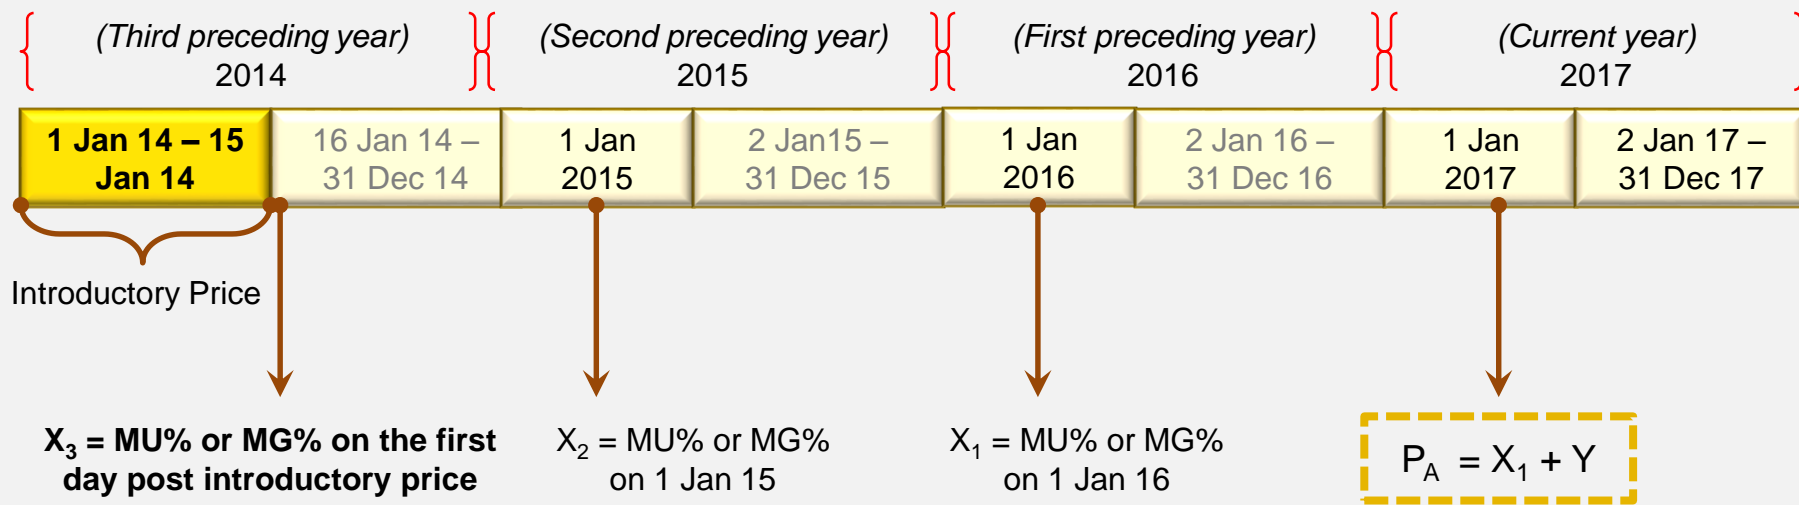 (Third preceding year)
2014
(Second preceding year)
2015
(First preceding year)
2016
(Current year)
2017
1 Jan 14 – 15
Jan 14
16 Jan 14 –
31 Dec 14
1 Jan
2015
2 Jan15 –
31 Dec 15
1 Jan
2016
2 Jan 16 –
31 Dec 16
1 Jan
2017
2 Jan 17 –
31 Dec 17
Introductory Price
X₃ = MU% or MG% on the first
day post introductory price
X₂ = MU% or MG%
on 1 Jan 15
X₁ = MU% or MG%
on 1 Jan 16
P_A = X₁ + Y